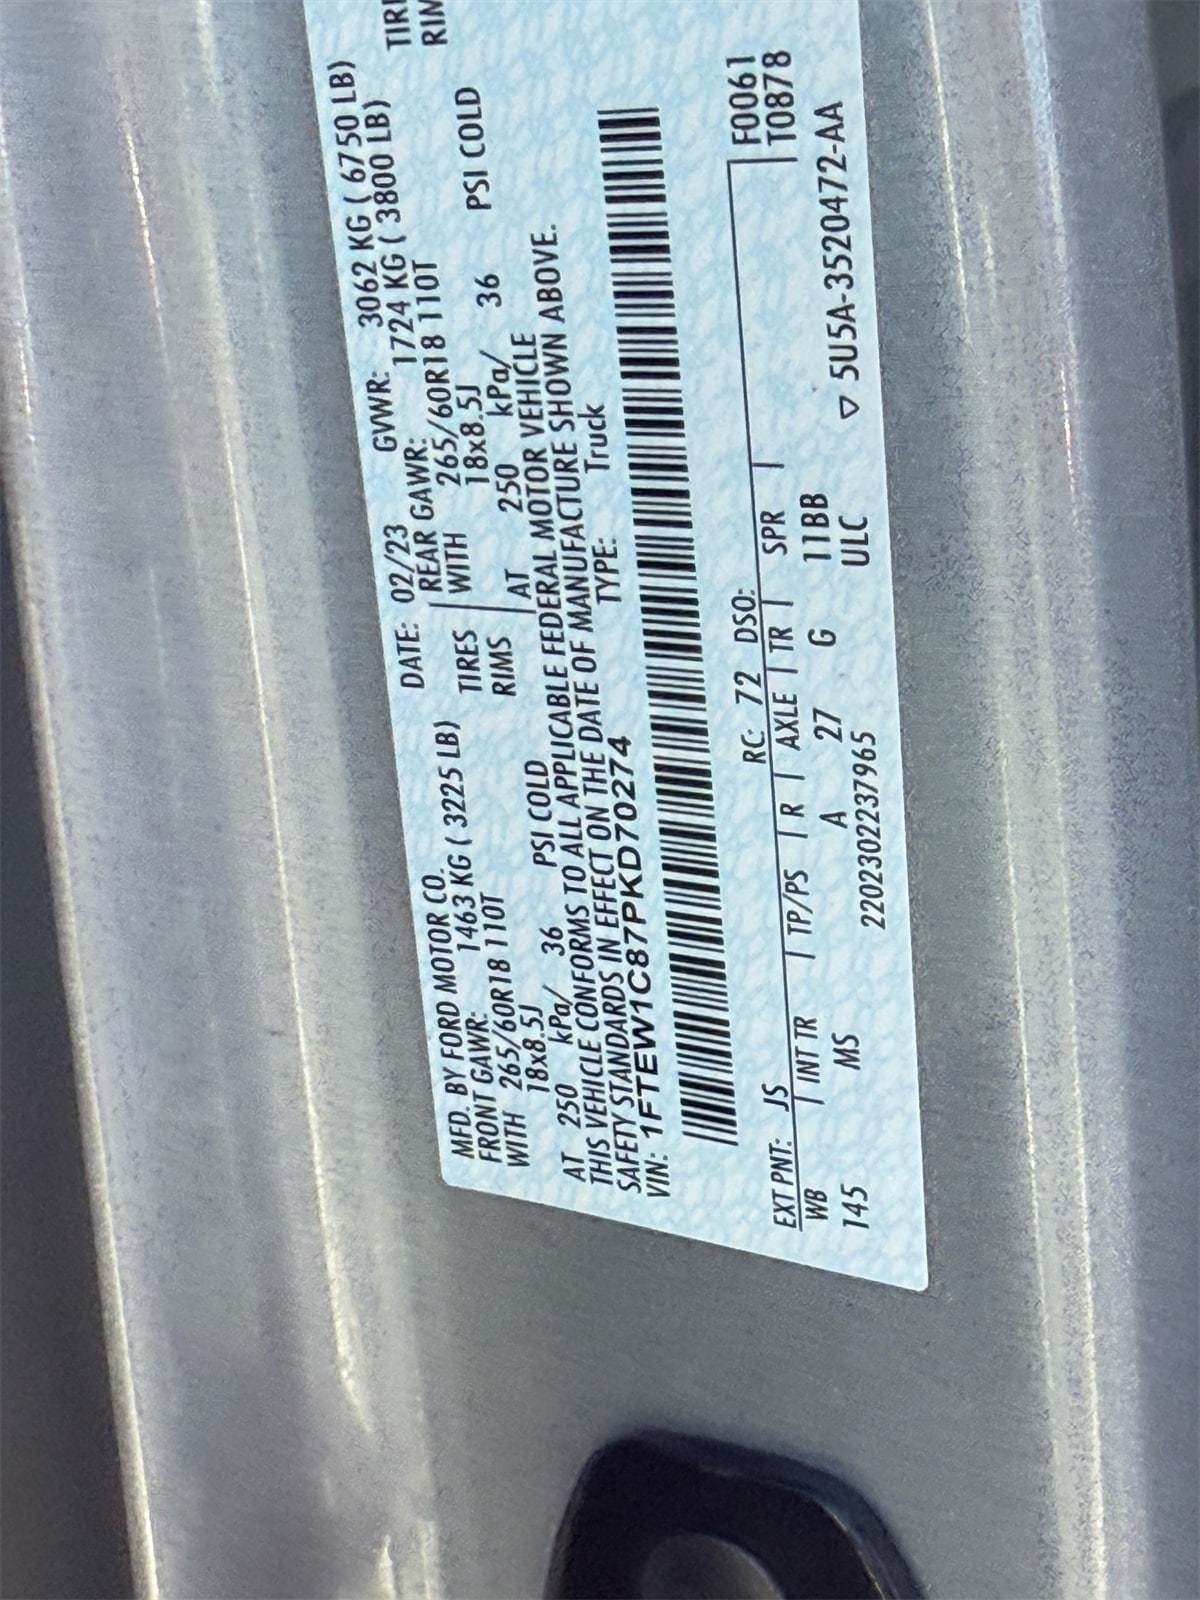 MFD. BY FORD MOTOR CO.
DATE: 02/23 GVWR: 3062 KG ( 6750 LB)
FRONT GAWR: 1463 KG ( 3225 LB)
REAR GAWR: 1724 KG ( 3800 LB)
WITH 265/60R18 110T TIRES
WITH 265/60R18 110T
18x8.5J RIMS
18x8.5J
AT 250 kPa/ 36 PSI COLD
AT 250 kPa/ 36 PSI COLD
THIS VEHICLE CONFORMS TO ALL APPLICABLE FEDERAL MOTOR VEHICLE
SAFETY STANDARDS IN EFFECT ON THE DATE OF MANUFACTURE SHOWN ABOVE.
VIN: 1FTEW1C87PKD70274 TYPE: Truck
F0061
T0878
EXT PNT: JS RC: 72 DSO:
WB INT TR TP/PS R AXLE TR SPR
145 MS A 27 G 11BB
2202302237965 ULC
▽ 5U5A-3520472-AA